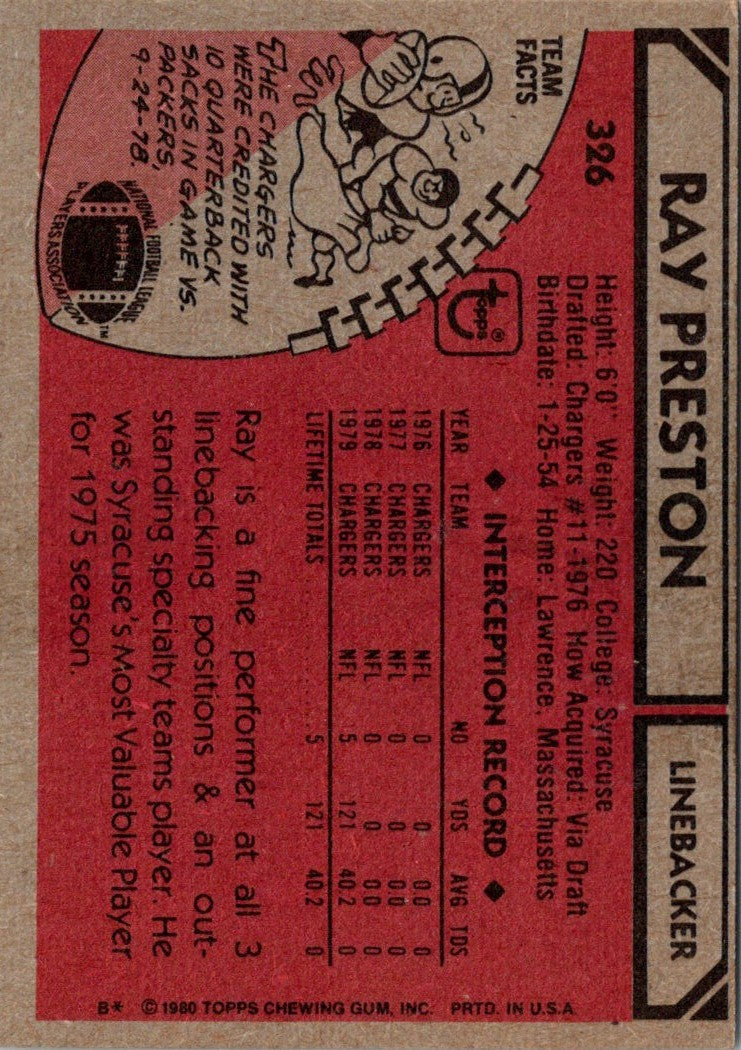 RAY PRESTON
LINEBACKER
326
Height: 6'0" Weight: 220 College: Syracuse
Drafted: Chargers #11-1976 How Acquired: Via Draft
Birthdate: 1-25-54 Home: Lawrence, Massachusetts
TEAM
FACTS
topps®
THE CHARGERS
WERE CREDITED WITH
10 QUARTERBACK
SACKS IN GAME VS.
PACKERS,
9-24-78.
NATIONAL FOOTBALL LEAGUE
PLAYERS ASSOCIATION
NFLPA
TM
◆ INTERCEPTION RECORD ◆
YEAR TEAM NO YDS AVG TDS
1976 CHARGERS NFL 0 0 0.0 0
1977 CHARGERS NFL 0 0 0.0 0
1978 CHARGERS NFL 0 0 0.0 0
1979 CHARGERS NFL 5 121 40.2 0
LIFETIME TOTALS 5 121 40.2 0
Ray is a fine performer at all 3
linebacking positions & an out-
standing specialty teams player. He
was Syracuse's Most Valuable Player
for 1975 season.
B* © 1980 TOPPS CHEWING GUM, INC. PRTD. IN U.S.A.